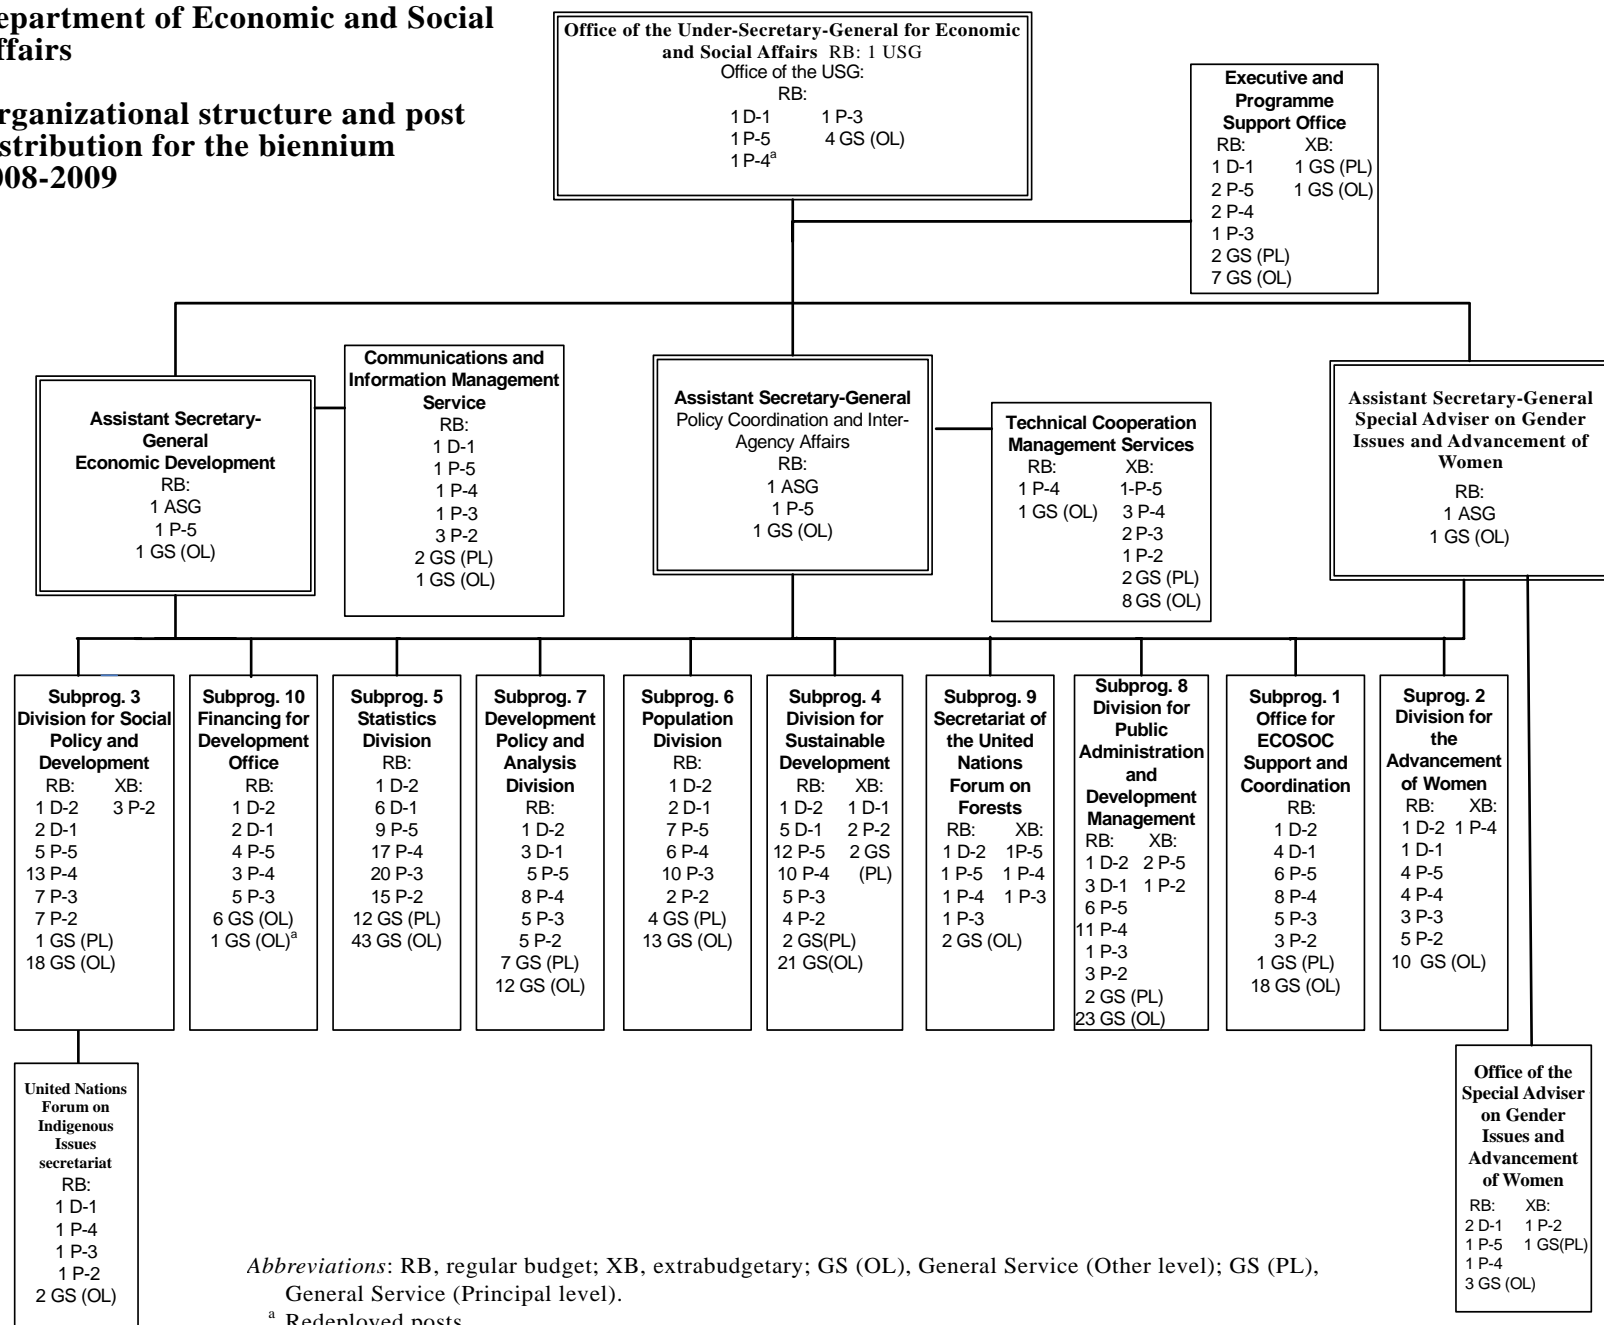 epartment of Economic and Social
ffairs
rganizational structure and post
stribution for the biennium
008-2009
Office of the Under-Secretary-General for Economic
and Social Affairs RB: 1 USG
Office of the USG:
RB:
1 D-1 1 P-3
1 P-5 4 GS (OL)
1 P-4a
Executive and
Programme
Support Office
RB: XB:
1 D-1 1 GS (PL)
2 P-5 1 GS (OL)
2 P-4
1 P-3
2 GS (PL)
7 GS (OL)
Assistant Secretary-
General
Economic Development
RB:
1 ASG
1 P-5
1 GS (OL)
Communications and
Information Management
Service
RB:
1 D-1
1 P-5
1 P-4
1 P-3
3 P-2
2 GS (PL)
1 GS (OL)
Assistant Secretary-General
Policy Coordination and Inter-
Agency Affairs
RB:
1 ASG
1 P-5
1 GS (OL)
Technical Cooperation
Management Services
RB: XB:
1 P-4 1-P-5
1 GS (OL) 3 P-4
2 P-3
1 P-2
2 GS (PL)
8 GS (OL)
Assistant Secretary-General
Special Adviser on Gender
Issues and Advancement of
Women
RB:
1 ASG
1 GS (OL)
Subprog. 3
Division for Social
Policy and
Development
RB: XB:
1 D-2 3 P-2
2 D-1
5 P-5
13 P-4
7 P-3
7 P-2
1 GS (PL)
18 GS (OL)
Subprog. 10
Financing for
Development
Office
RB:
1 D-2
2 D-1
4 P-5
3 P-4
5 P-3
6 GS (OL)
1 GS (OL)a
Subprog. 5
Statistics
Division
RB:
1 D-2
6 D-1
9 P-5
17 P-4
20 P-3
15 P-2
12 GS (PL)
43 GS (OL)
Subprog. 7
Development
Policy and
Analysis
Division
RB:
1 D-2
3 D-1
5 P-5
8 P-4
5 P-3
5 P-2
7 GS (PL)
12 GS (OL)
Subprog. 6
Population
Division
RB:
1 D-2
2 D-1
7 P-5
6 P-4
10 P-3
2 P-2
4 GS (PL)
13 GS (OL)
Subprog. 4
Division for
Sustainable
Development
RB: XB:
1 D-2 1 D-1
5 D-1 2 P-2
12 P-5 2 GS
10 P-4 (PL)
5 P-3
4 P-2
2 GS(PL)
21 GS(OL)
Subprog. 9
Secretariat of
the United
Nations
Forum on
Forests
RB: XB:
1 D-2 1P-5
1 P-5 1 P-4
1 P-4 1 P-3
1 P-3
2 GS (OL)
Subprog. 8
Division for
Public
Administration
and
Development
Management
RB: XB:
1 D-2 2 P-5
3 D-1 1 P-2
6 P-5
11 P-4
1 P-3
3 P-2
2 GS (PL)
23 GS (OL)
Subprog. 1
Office for
ECOSOC
Support and
Coordination
RB:
1 D-2
4 D-1
6 P-5
8 P-4
5 P-3
3 P-2
1 GS (PL)
18 GS (OL)
Suprog. 2
Division for
the
Advancement
of Women
RB: XB:
1 D-2 1 P-4
1 D-1
4 P-5
4 P-4
3 P-3
5 P-2
10 GS (OL)
United Nations
Forum on
Indigenous
Issues
secretariat
RB:
1 D-1
1 P-4
1 P-3
1 P-2
2 GS (OL)
Office of the
Special Adviser
on Gender
Issues and
Advancement
of Women
RB: XB:
2 D-1 1 P-2
1 P-5 1 GS(PL)
1 P-4
3 GS (OL)
Abbreviations: RB, regular budget; XB, extrabudgetary; GS (OL), General Service (Other level); GS (PL),
General Service (Principal level).
a Redeployed posts